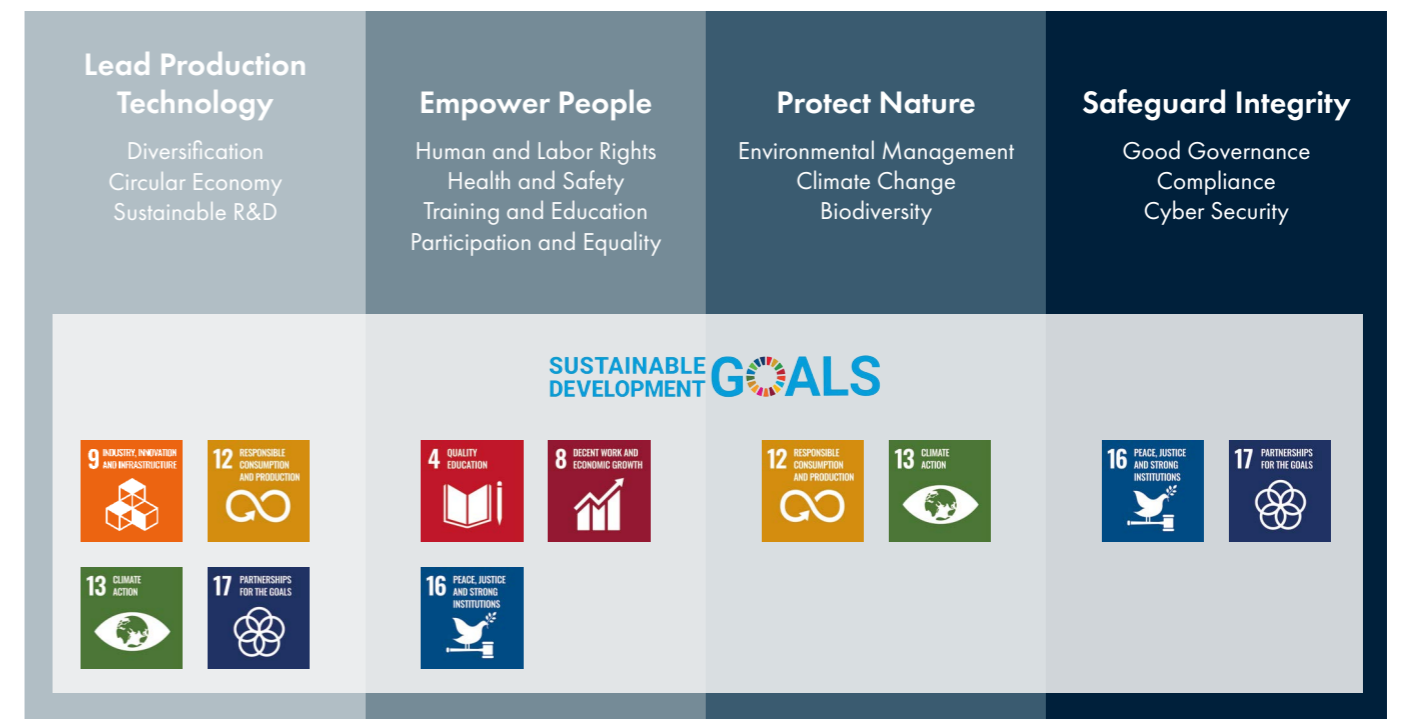 Lead Production
Technology
Diversification
Circular Economy
Sustainable R&D
Empower People
Human and Labor Rights
Health and Safety
Training and Education
Participation and Equality
Protect Nature
Environmental Management
Climate Change
Biodiversity
Safeguard Integrity
Good Governance
Compliance
Cyber Security
SUSTAINABLE
DEVELOPMENT
GOALS
9 INDUSTRY, INNOVATION
AND INFRASTRUCTURE
12 RESPONSIBLE
CONSUMPTION
AND PRODUCTION
13 CLIMATE
ACTION
17 PARTNERSHIPS
FOR THE GOALS
4 QUALITY
EDUCATION
8 DECENT WORK AND
ECONOMIC GROWTH
16 PEACE, JUSTICE
AND STRONG
INSTITUTIONS
12 RESPONSIBLE
CONSUMPTION
AND PRODUCTION
13 CLIMATE
ACTION
16 PEACE, JUSTICE
AND STRONG
INSTITUTIONS
17 PARTNERSHIPS
FOR THE GOALS